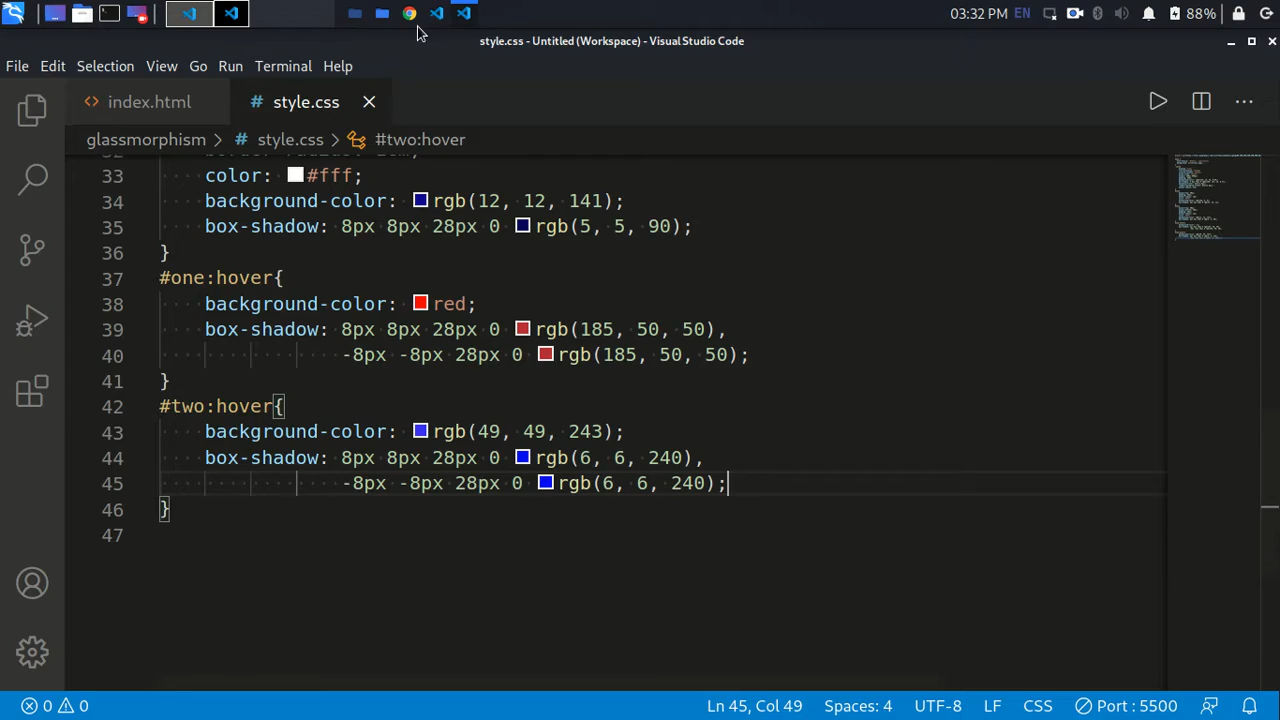 03:32 PM EN 88%
style.css - Untitled (Workspace) - Visual Studio Code
File Edit Selection View Go Run Terminal Help
index.html # style.css
glassmorphism > # style.css > #two:hover
33 color: #fff;
34 background-color: rgb(12, 12, 141);
35 box-shadow: 8px 8px 28px 0 rgb(5, 5, 90);
36 }
37 #one:hover{
38 background-color: red;
39 box-shadow: 8px 8px 28px 0 rgb(185, 50, 50),
40 -8px -8px 28px 0 rgb(185, 50, 50);
41 }
42 #two:hover{
43 background-color: rgb(49, 49, 243);
44 box-shadow: 8px 8px 28px 0 rgb(6, 6, 240),
45 -8px -8px 28px 0 rgb(6, 6, 240);
46 }
47
0 0 Ln 45, Col 49 Spaces: 4 UTF-8 LF CSS Port : 5500